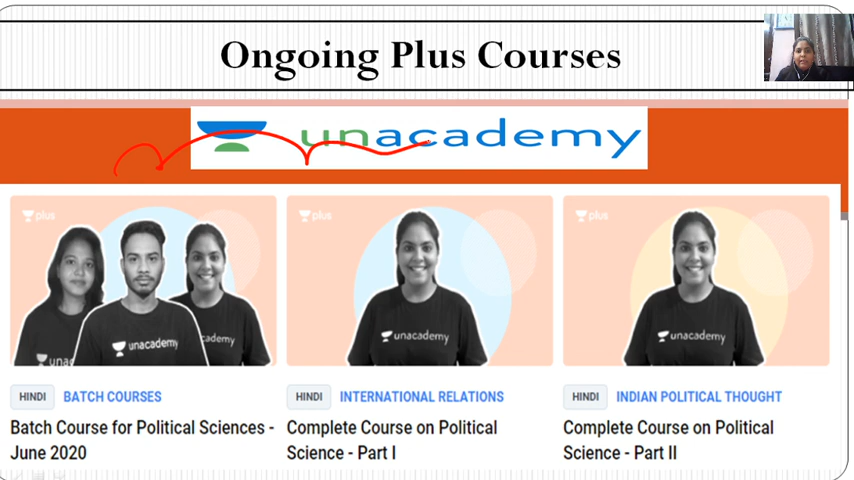 Ongoing Plus Courses
unacademy
plus
plus
plus
unac
unacademy
cademy
unacademy
unacademy
HINDI BATCH COURSES
HINDI INTERNATIONAL RELATIONS
HINDI INDIAN POLITICAL THOUGHT
Batch Course for Political Sciences -
June 2020
Complete Course on Political
Science - Part I
Complete Course on Political
Science - Part II